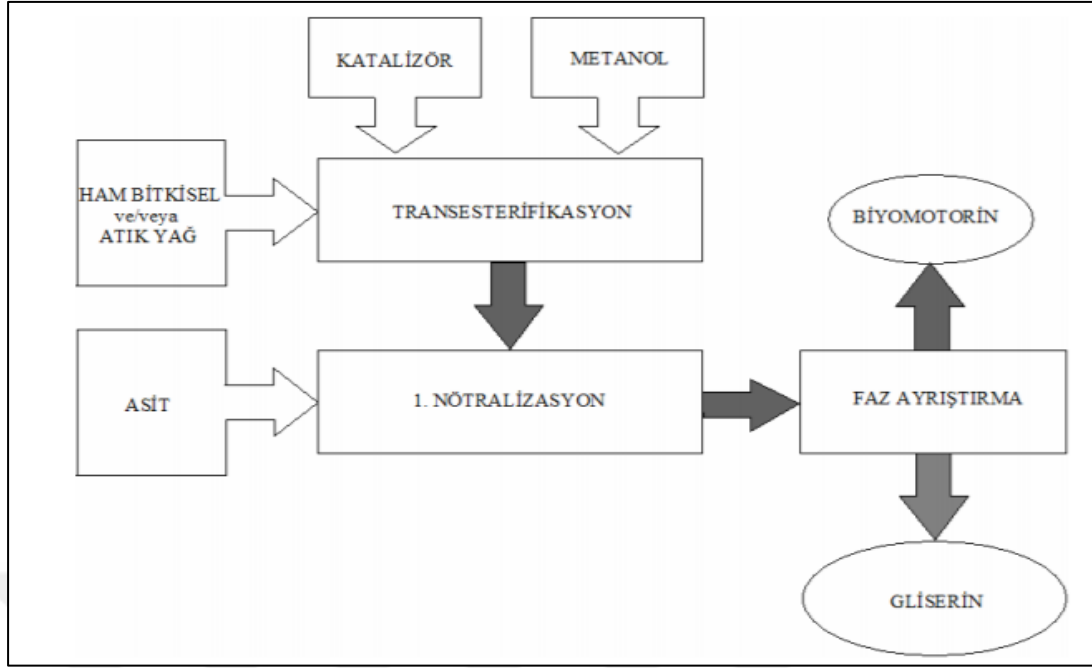 KATALİZÖR
METANOL
HAM BİTKİSEL
ve/veya
ATIK YAĞ
TRANSESTERİFİKASYON
BİYOMOTORİN
ASİT
1. NÖTRALİZASYON
FAZ AYRIŞTIRMA
GLİSERİN